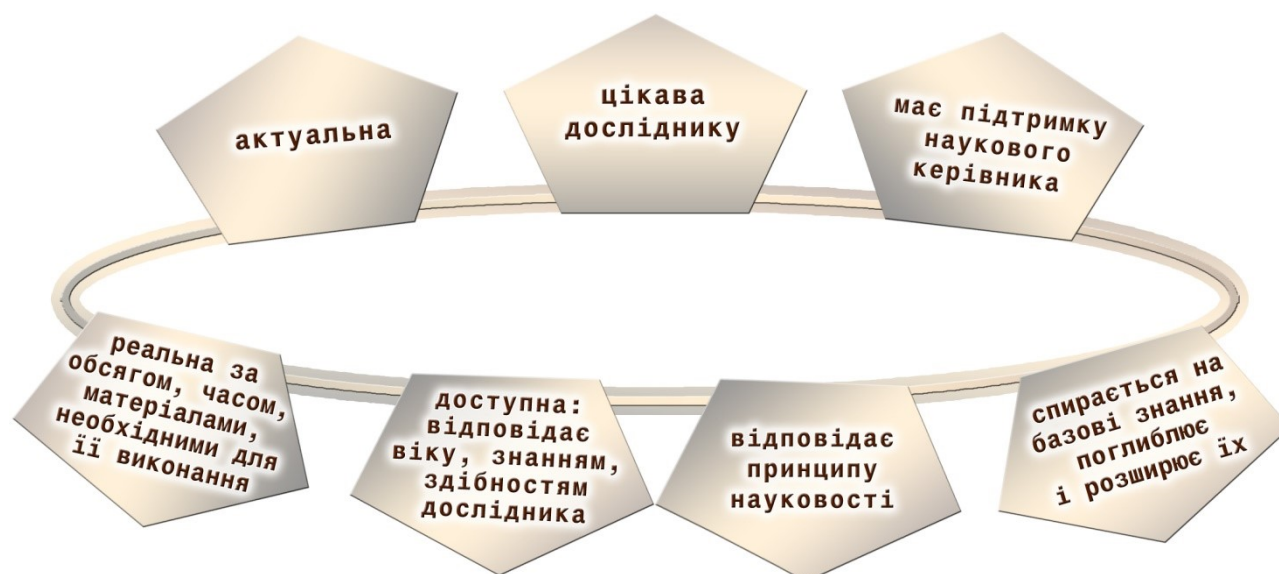 актуальна
цікава
досліднику
має підтримку
наукового
керівника
реальна за
обсягом, часом,
матеріалами,
необхідними для
її виконання
доступна:
відповідає
віку, знанням,
здібностям
дослідника
відповідає
принципу
науковості
спирається на
базові знання,
поглиблює
і розширює їх